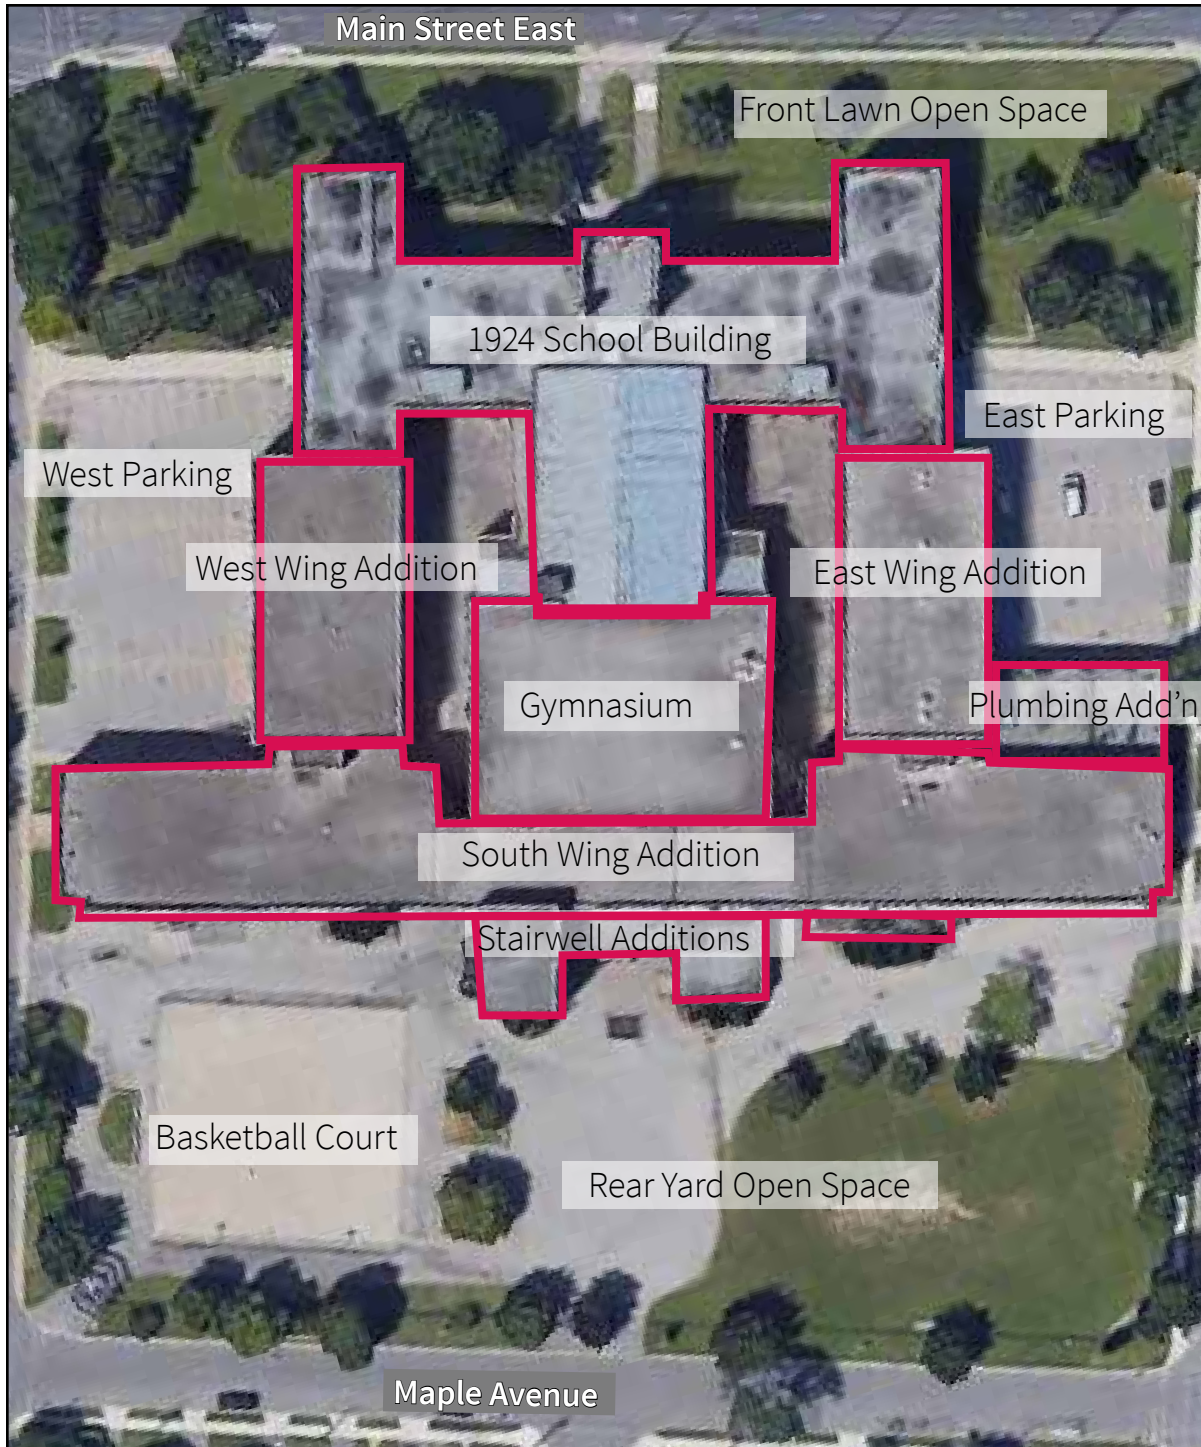 Main Street East
Front Lawn Open Space
1924 School Building
East Parking
West Parking
West Wing Addition
East Wing Addition
Gymnasium
Plumbing Add’n
South Wing Addition
Stairwell Additions
Basketball Court
Rear Yard Open Space
Maple Avenue